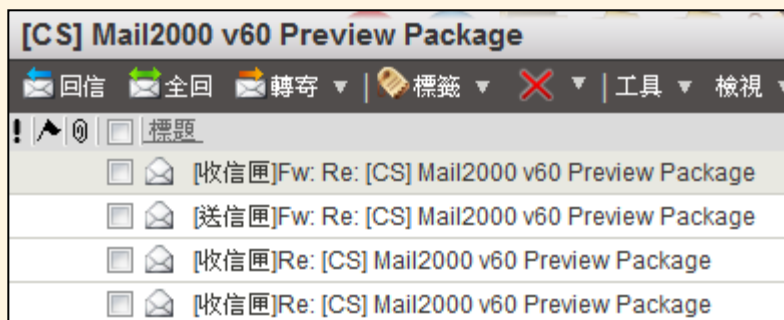 [CS] Mail2000 v60 Preview Package
回信 全回 轉寄 ▼ | 標籤 ▼ ▼ | 工具 ▼ 檢視
! 標題
[收信匣]Fw: Re: [CS] Mail2000 v60 Preview Package
[送信匣]Fw: Re: [CS] Mail2000 v60 Preview Package
[收信匣]Re: [CS] Mail2000 v60 Preview Package
[收信匣]Re: [CS] Mail2000 v60 Preview Package